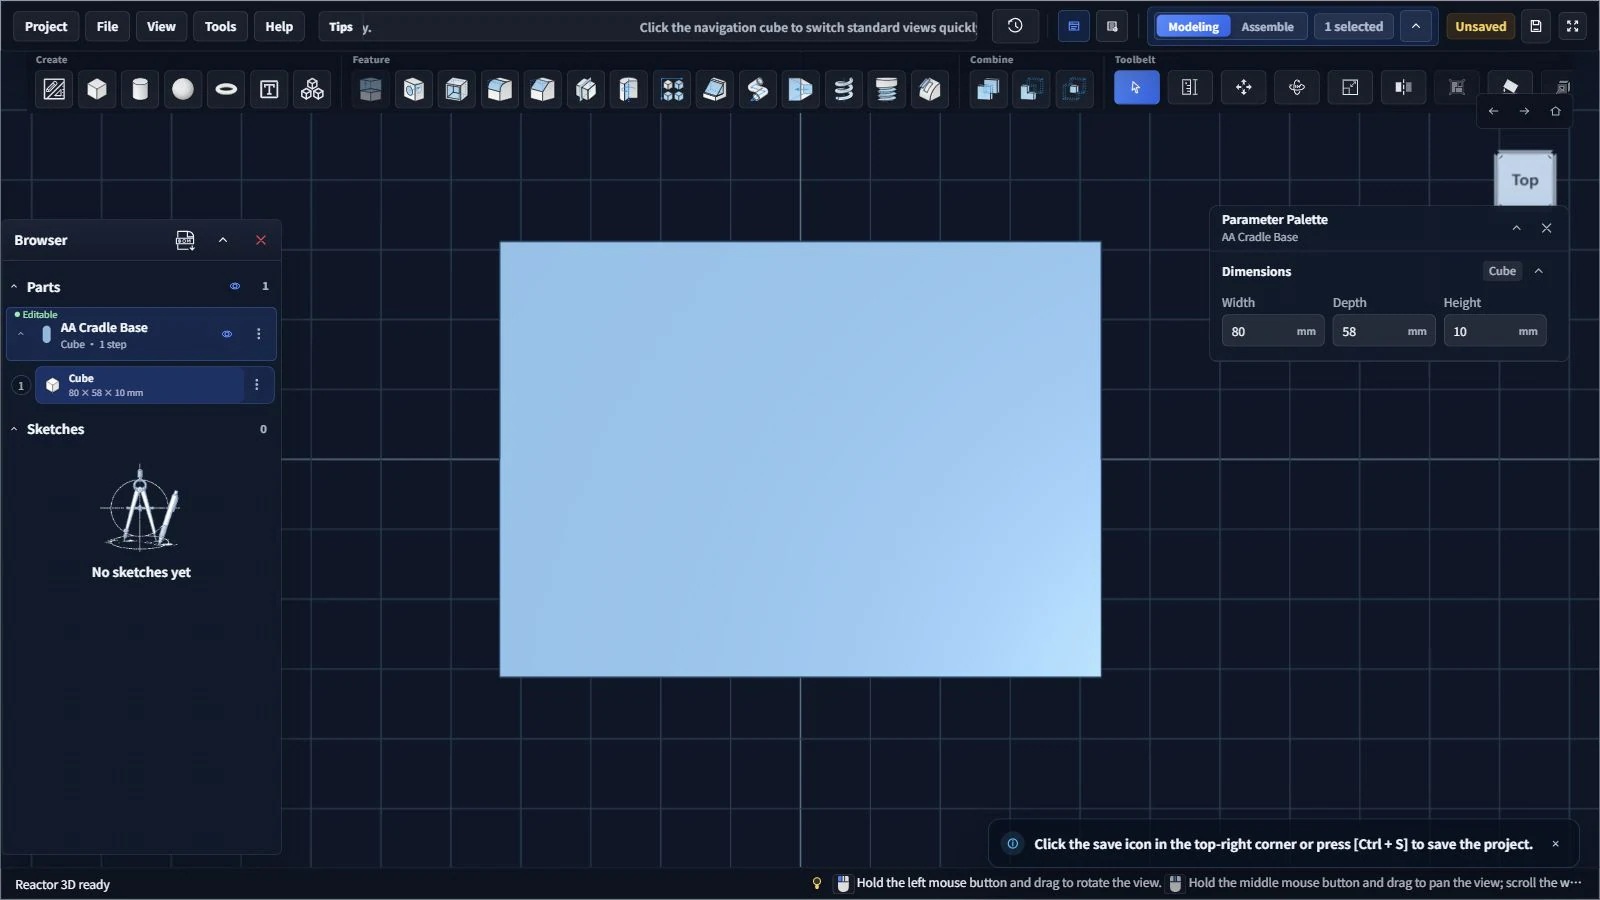 Project File View Tools Help Tips y. Click the navigation cube to switch standard views quickly Modeling Assemble 1 selected Unsaved
Create Feature Combine Toolbelt
Top
Browser
Parts 1
Editable
AA Cradle Base
Cube • 1 step
1 Cube
80 × 58 × 10 mm
Sketches 0
No sketches yet
Parameter Palette
AA Cradle Base
Dimensions Cube
Width Depth Height
80 mm 58 mm 10 mm
Click the save icon in the top-right corner or press [Ctrl + S] to save the project.
Reactor 3D ready Hold the left mouse button and drag to rotate the view. Hold the middle mouse button and drag to pan the view; scroll the w···